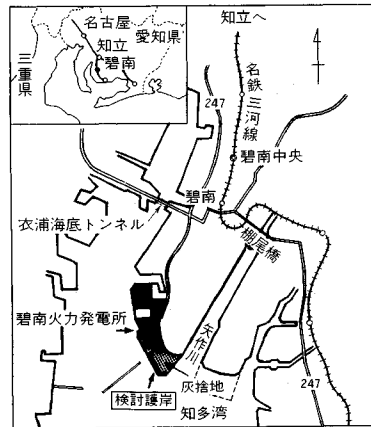 知立へ
名古屋
愛知県
知立
碧南
三重県
名鉄三河線
247
碧南中央
碧南
衣浦海底トンネル
棚尾橋
碧南火力発電所
矢作川
灰捨地
247
検討護岸
知多湾